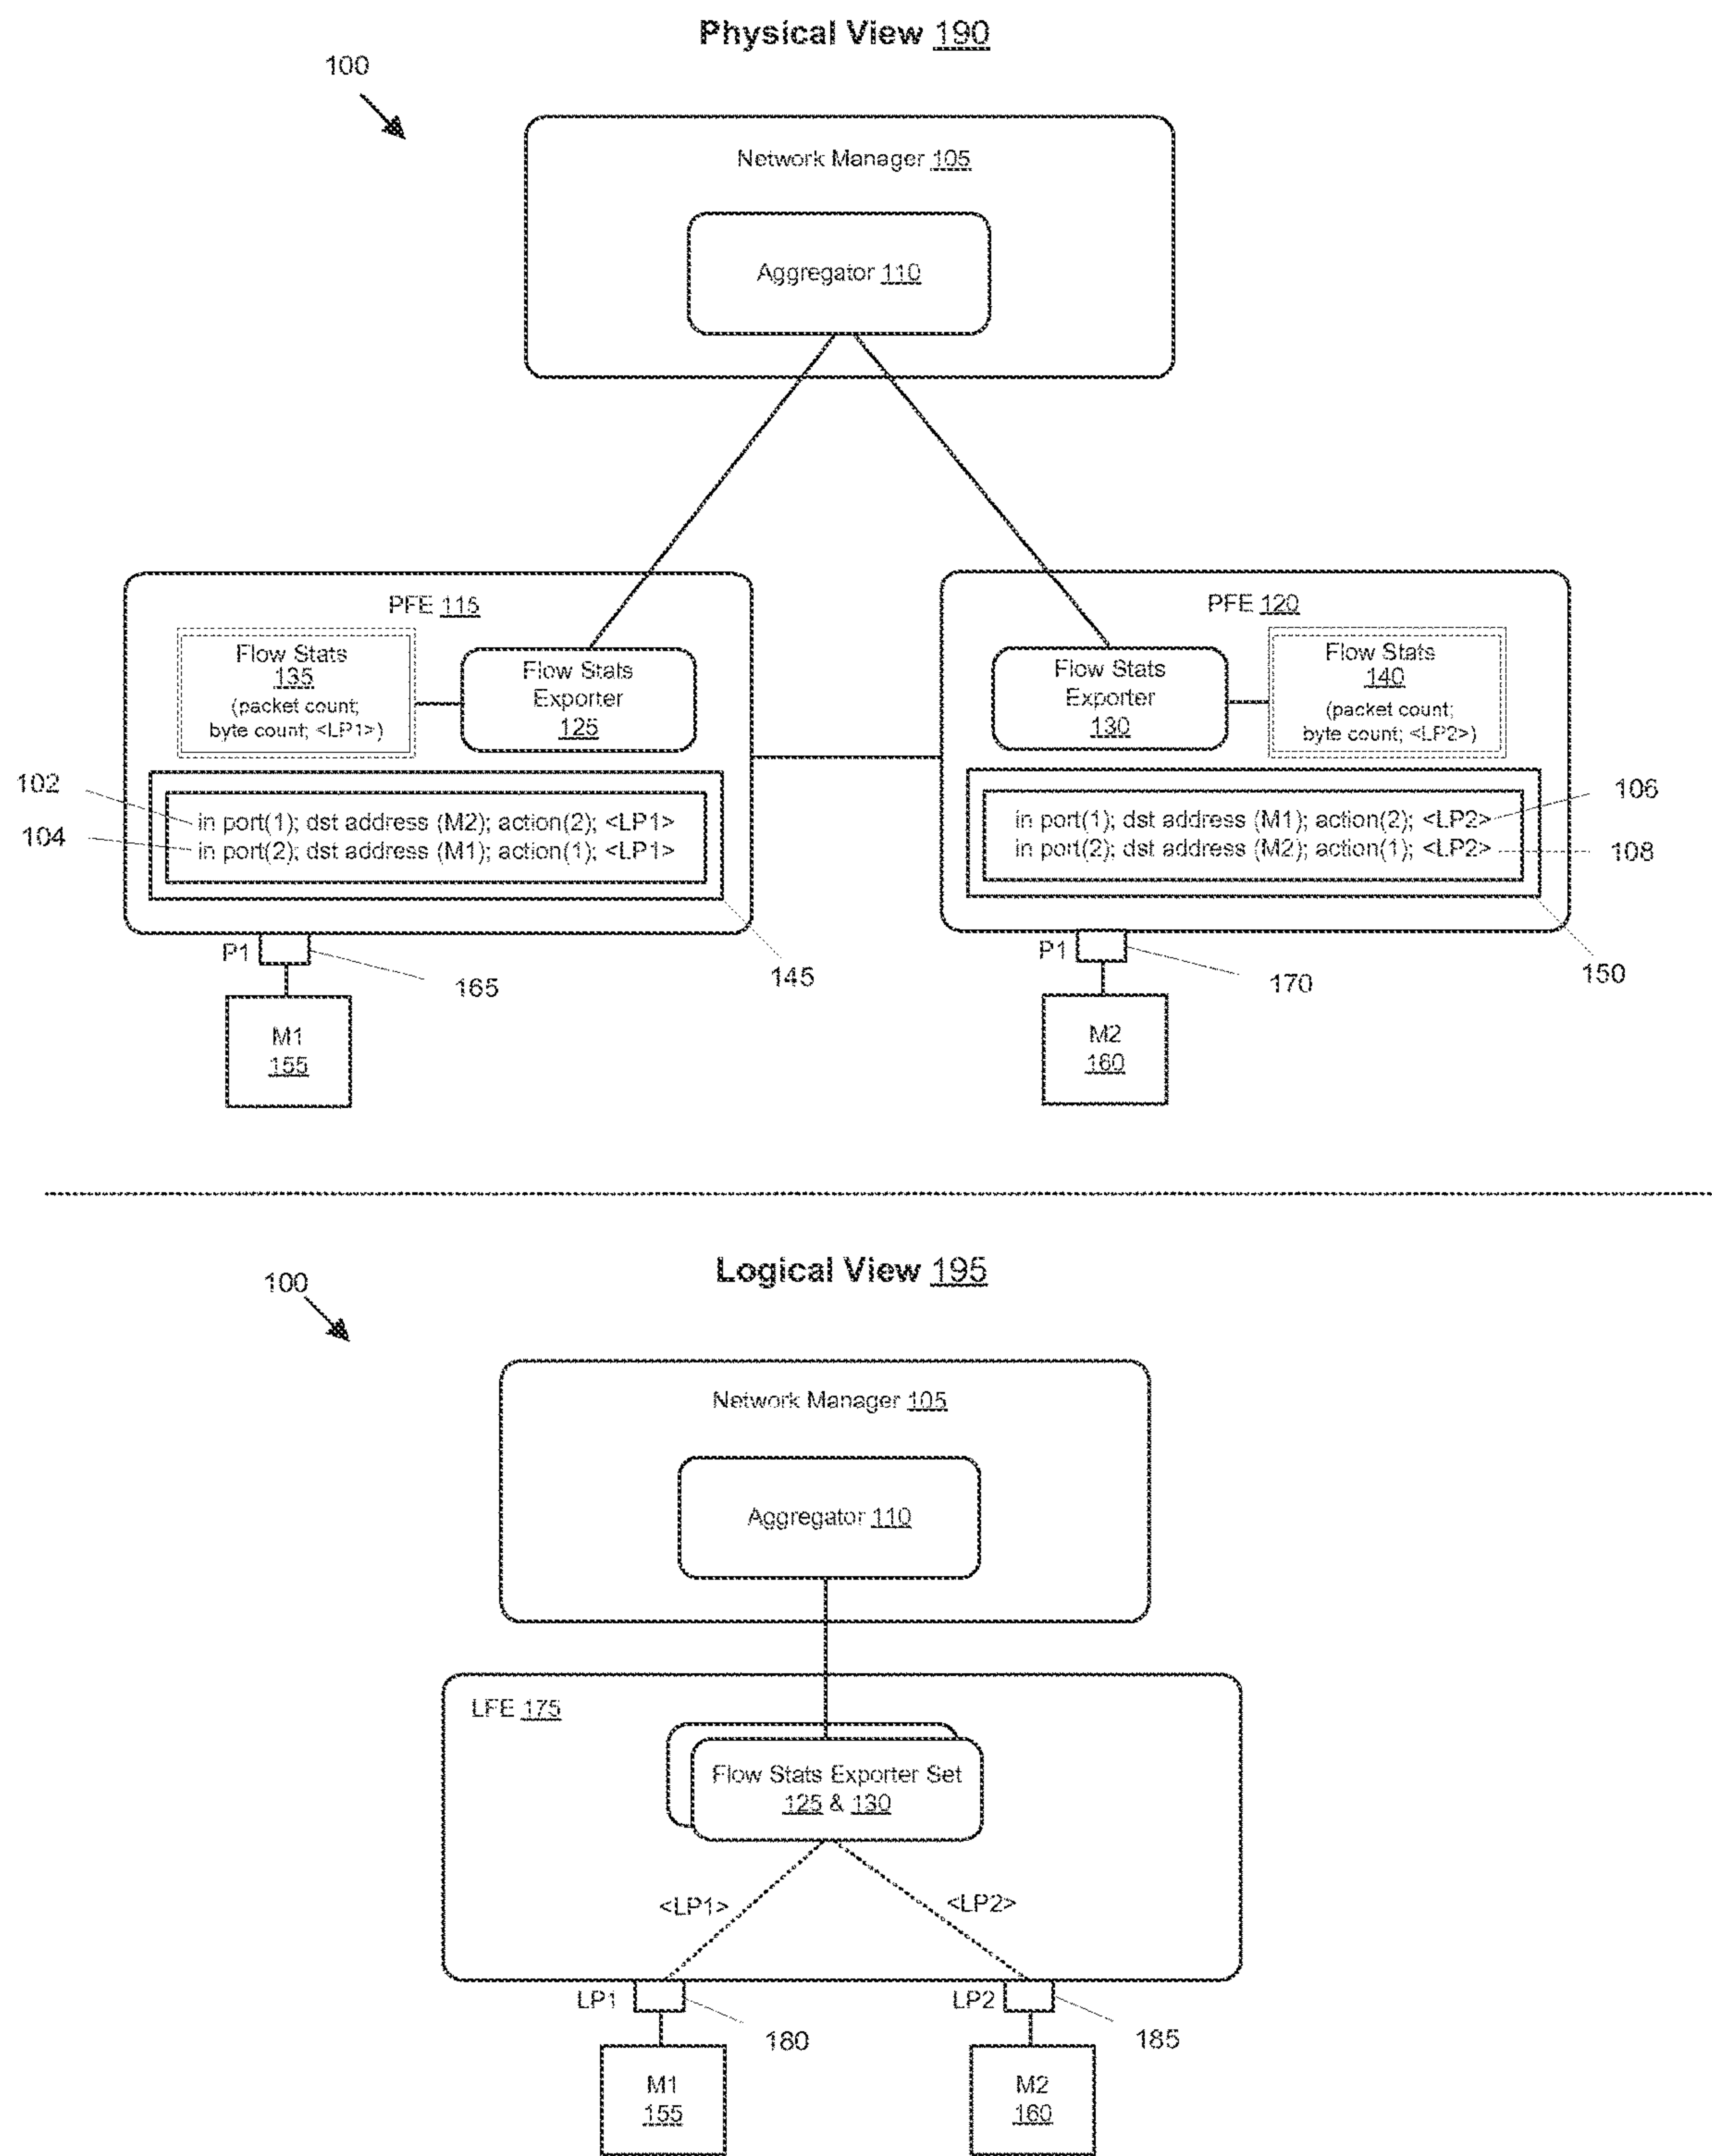 Physical View 190
100
Network Manager 105
Aggregator 110
PFE 115
Flow Stats
135
(packet count;
byte count; <LP1>)
Flow Stats
Exporter
125
PFE 120
Flow Stats
Exporter
130
Flow Stats
140
(packet count;
byte count; <LP2>)
102
104
in port(1); dst address (M2); action(2); <LP1>
in port(2); dst address (M1); action(1); <LP1>
in port(1); dst address (M1); action(2); <LP2>
in port(2); dst address (M2); action(1); <LP2>
106
108
P1
165
145
P1
170
150
M1
155
M2
160
Logical View 195
100
Network Manager 105
Aggregator 110
LFE 175
Flow Stats Exporter Set
125 & 130
<LP1>
<LP2>
LP1
180
LP2
185
M1
155
M2
160